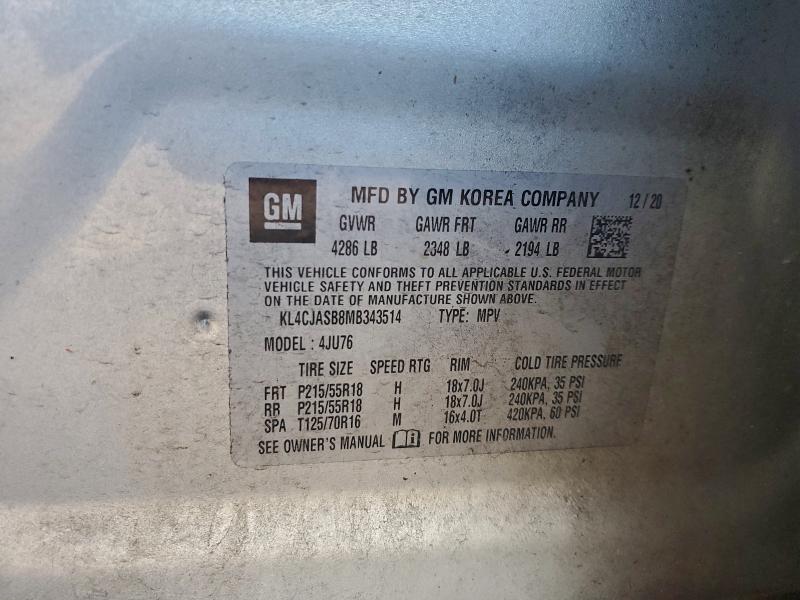 GM
MFD BY GM KOREA COMPANY 12/20
GVWR GAWR FRT GAWR RR
4286 LB 2348 LB 2194 LB
THIS VEHICLE CONFORMS TO ALL APPLICABLE U.S. FEDERAL MOTOR
VEHICLE SAFETY AND THEFT PREVENTION STANDARDS IN EFFECT
ON THE DATE OF MANUFACTURE SHOWN ABOVE.
KL4CJASB8MB343514 TYPE: MPV
MODEL: 4JU76
TIRE SIZE SPEED RTG RIM COLD TIRE PRESSURE
FRT P215/55R18 H 18x7.0J 240KPA, 35 PSI
RR P215/55R18 H 18x7.0J 240KPA, 35 PSI
SPA T125/70R16 M 16x4.0T 420KPA, 60 PSI
SEE OWNER'S MANUAL FOR MORE INFORMATION.